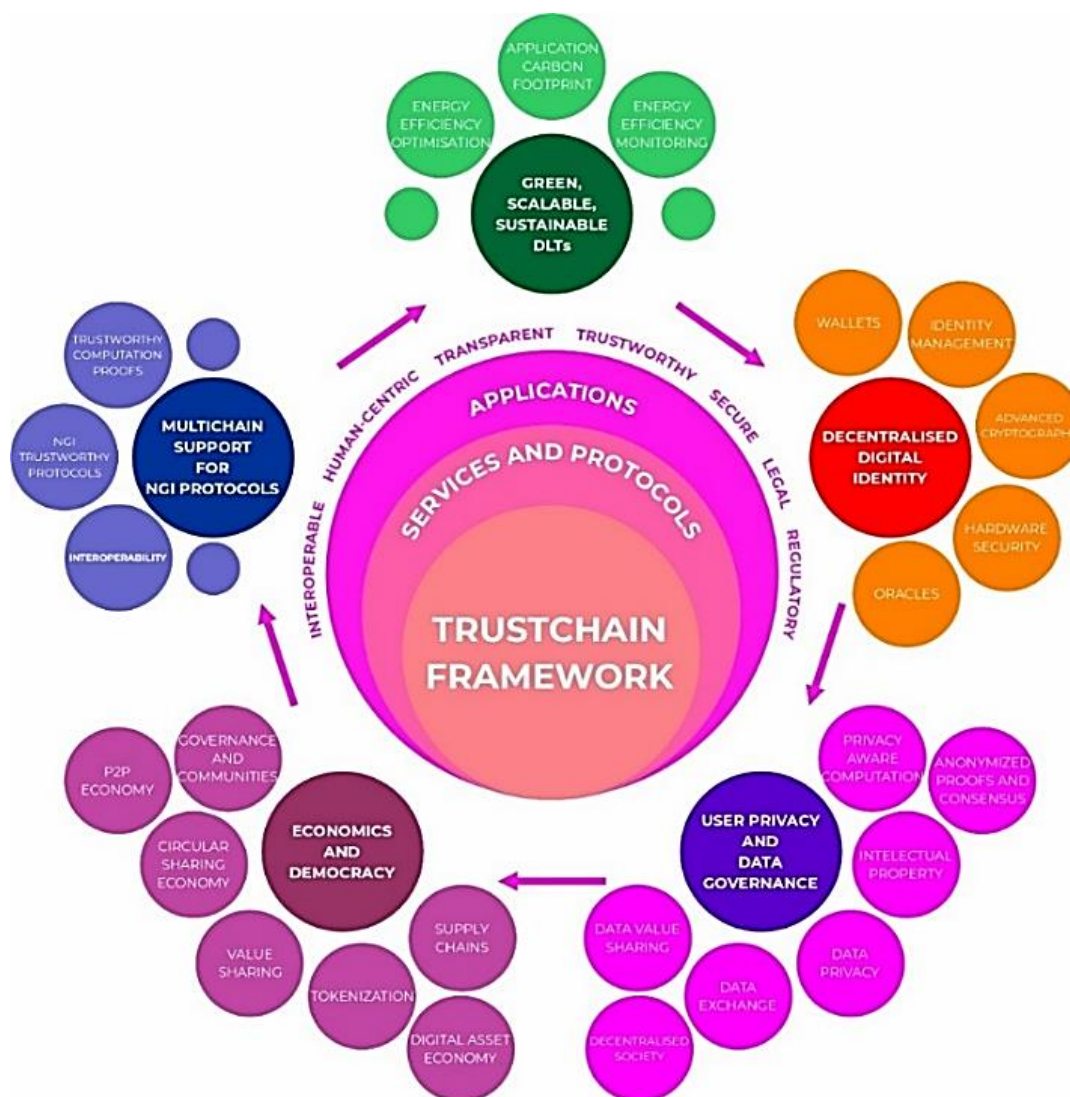 APPLICATION
CARBON
FOOTPRINT
ENERGY
EFFICIENCY
OPTIMISATION
ENERGY
EFFICIENCY
MONITORING
GREEN,
SCALABLE,
SUSTAINABLE
DLTs
WALLETS
IDENTITY
MANAGEMENT
ADVANCED
CRYPTOGRAPH
HARDWARE
SECURITY
ORACLES
DECENTRALISED
DIGITAL
IDENTITY
TRUSTWORTHY
COMPUTATION
PROOFS
NGI
TRUSTWORTHY
PROTOCOLS
INTEROPERABILITY
MULTICHAIN
SUPPORT
FOR
NGI PROTOCOLS
INTEROPERABLE HUMAN-CENTRIC TRANSPARENT TRUSTWORTHY SECURE LEGAL REGULATORY
APPLICATIONS
SERVICES AND PROTOCOLS
TRUSTCHAIN
FRAMEWORK
GOVERNANCE
AND
COMMUNITIES
P2P
ECONOMY
CIRCULAR
SHARING
ECONOMY
VALUE
SHARING
TOKENIZATION
SUPPLY
CHAINS
DIGITAL ASSET
ECONOMY
ECONOMICS
AND
DEMOCRACY
USER PRIVACY
AND
DATA
GOVERNANCE
PRIVACY
AWARE
COMPUTATION
ANONYMIZED
PROOFS AND
CONSENSUS
INTELECTUAL
PROPERTY
DATA
PRIVACY
DATA
EXCHANGE
DATA VALUE
SHARING
DECENTRALISED
SOCIETY